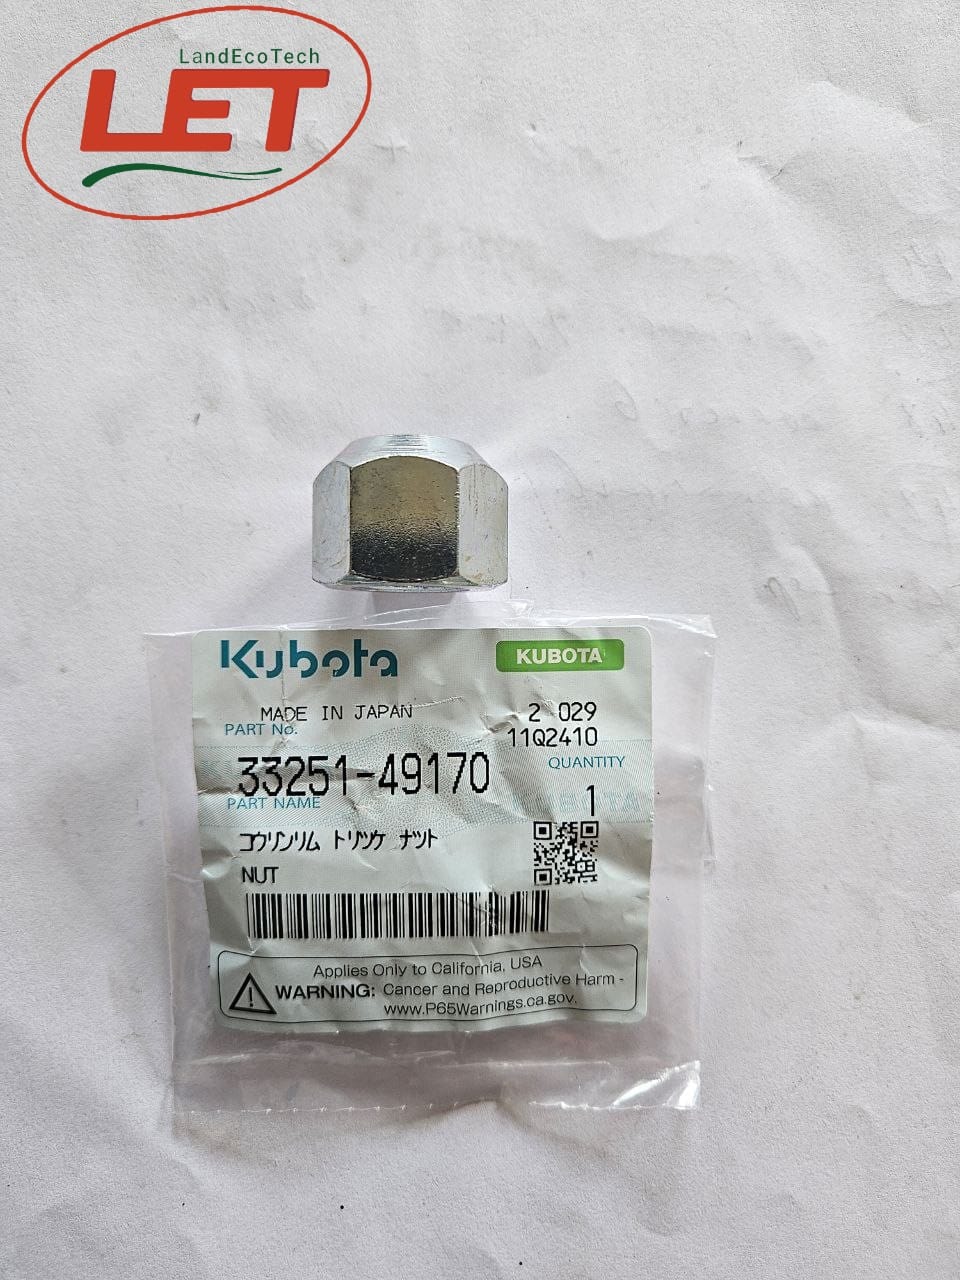 LandEcoTech
LET
Kubota
KUBOTA
MADE IN JAPAN
2 029
PART No.
11Q2410
33251-49170
QUANTITY
PART NAME
1
コウリンリム トリツケ ナツト
NUT
Applies Only to California, USA
WARNING: Cancer and Reproductive Harm -
www.P65Warnings.ca.gov.